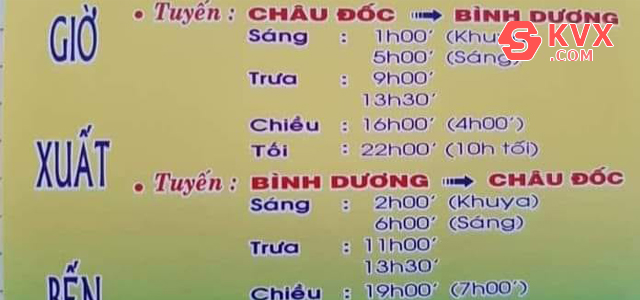 GIỜ
XUẤT
BẾN
• Tuyến : CHÂU ĐỐC ➟ BÌNH DƯƠNG
Sáng : 1h00′ (Khu
5h00′ (Sáng)
Trưa : 9h00′
13h30′
Chiều : 16h00′ (4h00′)
Tối : 22h00′ (10h tối)
• Tuyến : BÌNH DƯƠNG ➟ CHÂU ĐỐC
Sáng : 2h00′ (Khuya)
6h00′ (Sáng)
Trưa : 11h00′
13h30′
Chiều : 19h00′ (7h00′)
SKVX
.COM